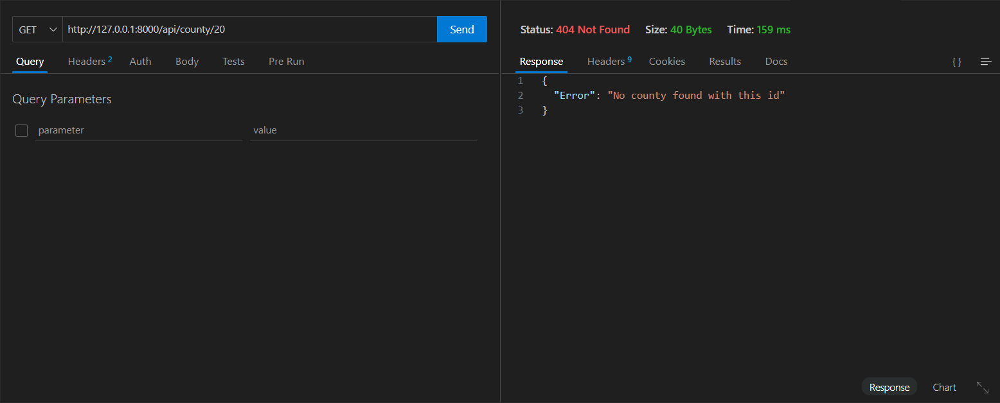 GET http://127.0.0.1:8000/api/county/20 Send
Query Headers 2 Auth Body Tests Pre Run
Query Parameters
parameter value
Status: 404 Not Found Size: 40 Bytes Time: 159 ms
Response Headers 9 Cookies Results Docs { }
1 {
2 "Error": "No county found with this id"
3 }
Response Chart